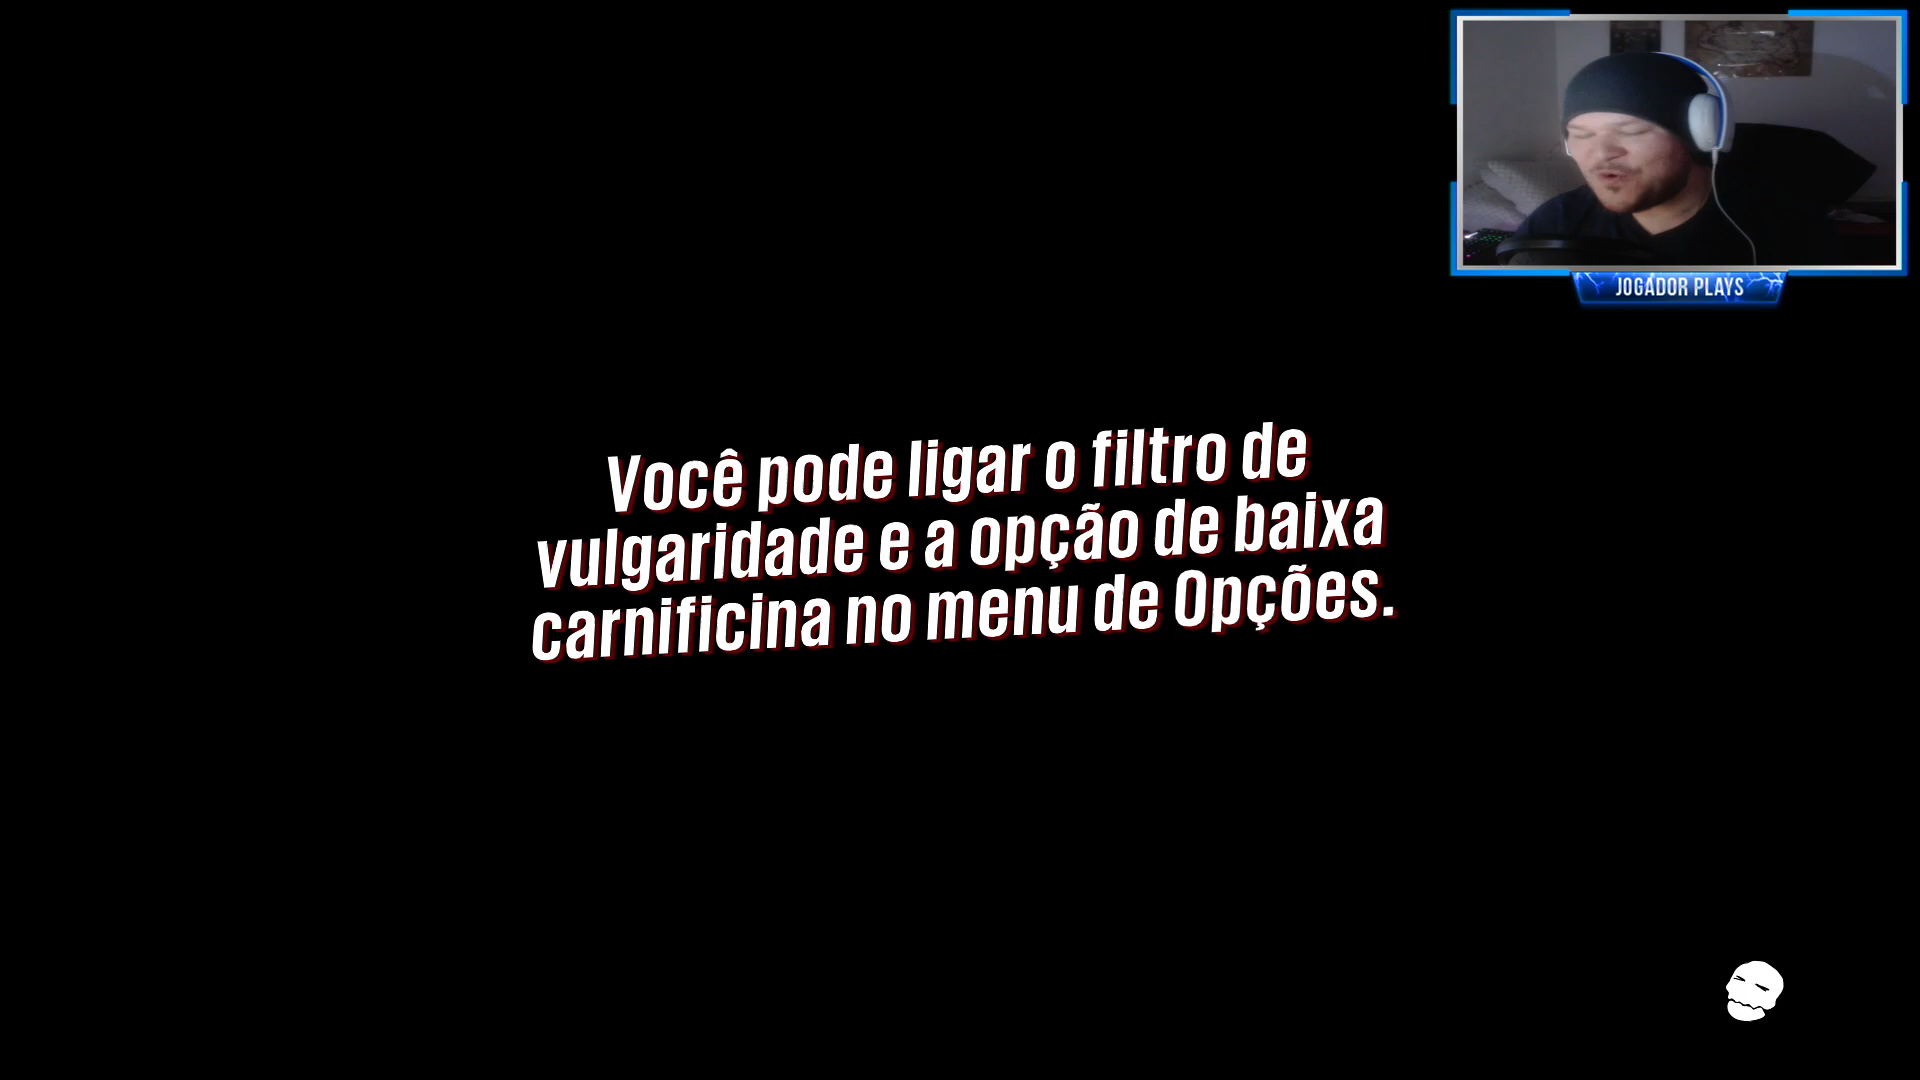 JOGADOR PLAYS
Você pode ligar o filtro de
vulgaridade e a opção de baixa
carnificina no menu de Opções.